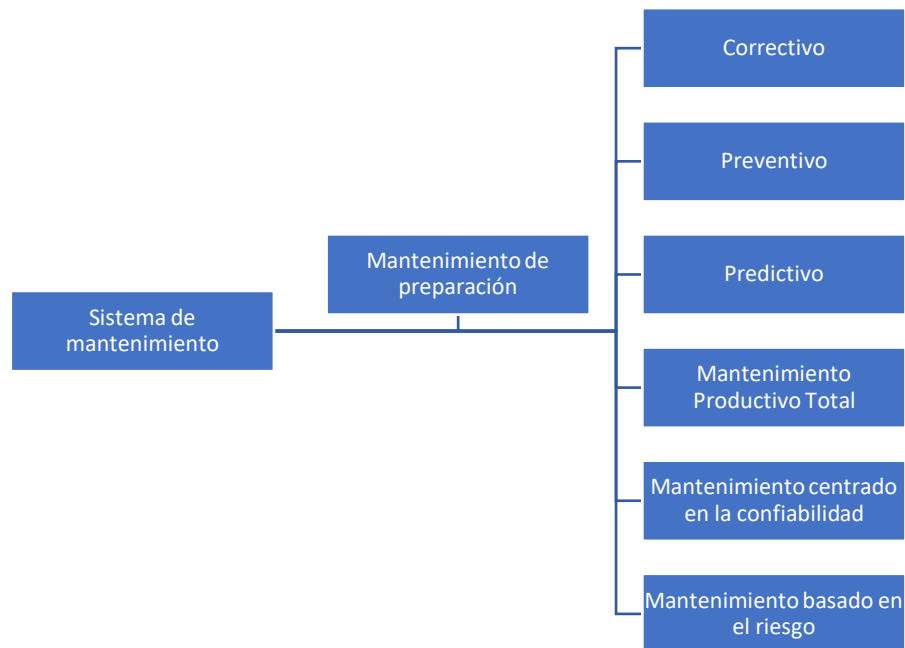 Sistema de
mantenimiento
Mantenimiento de
preparación
Correctivo
Preventivo
Predictivo
Mantenimiento
Productivo Total
Mantenimiento centrado
en la confiabilidad
Mantenimiento basado en
el riesgo